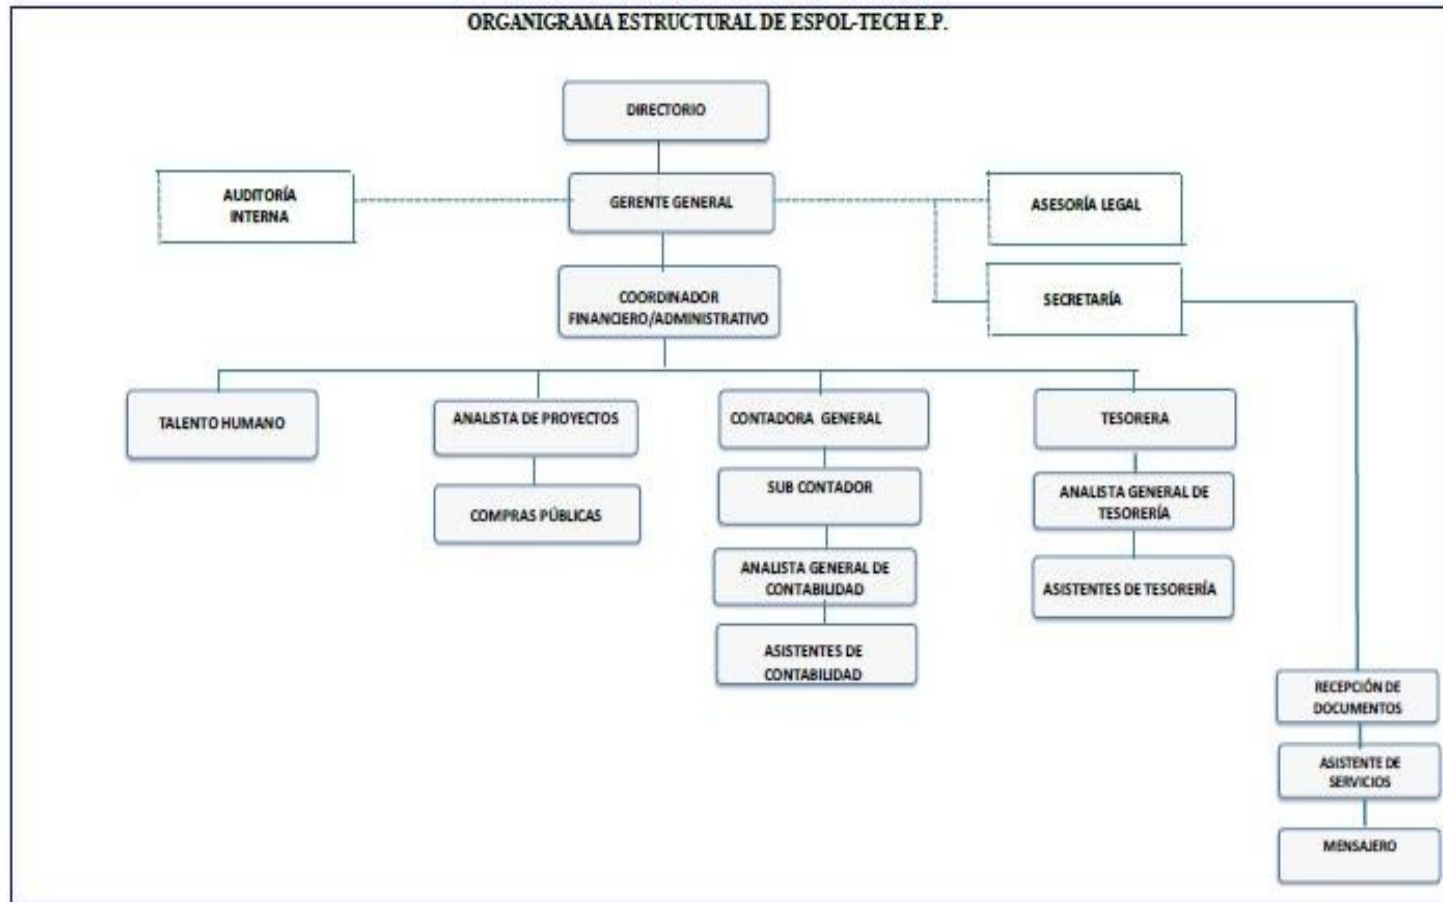 ORGANIGRAMA ESTRUCTURAL DE ESPOL-TECH E.P.
DIRECTORIO
AUDITORÍA
INTERNA
GERENTE GENERAL
ASESORÍA LEGAL
COORDINADOR
FINANCIERO/ADMINISTRATIVO
SECRETARÍA
TALENTO HUMANO
ANALISTA DE PROYECTOS
CONTADORA GENERAL
TESORERA
COMPRAS PÚBLICAS
SUB CONTADOR
ANALISTA GENERAL DE
TESORERÍA
ANALISTA GENERAL DE
CONTABILIDAD
ASISTENTES DE TESORERÍA
ASISTENTES DE
CONTABILIDAD
RECEPCIÓN DE
DOCUMENTOS
ASISTENTE DE
SERVICIOS
MENSAJERO